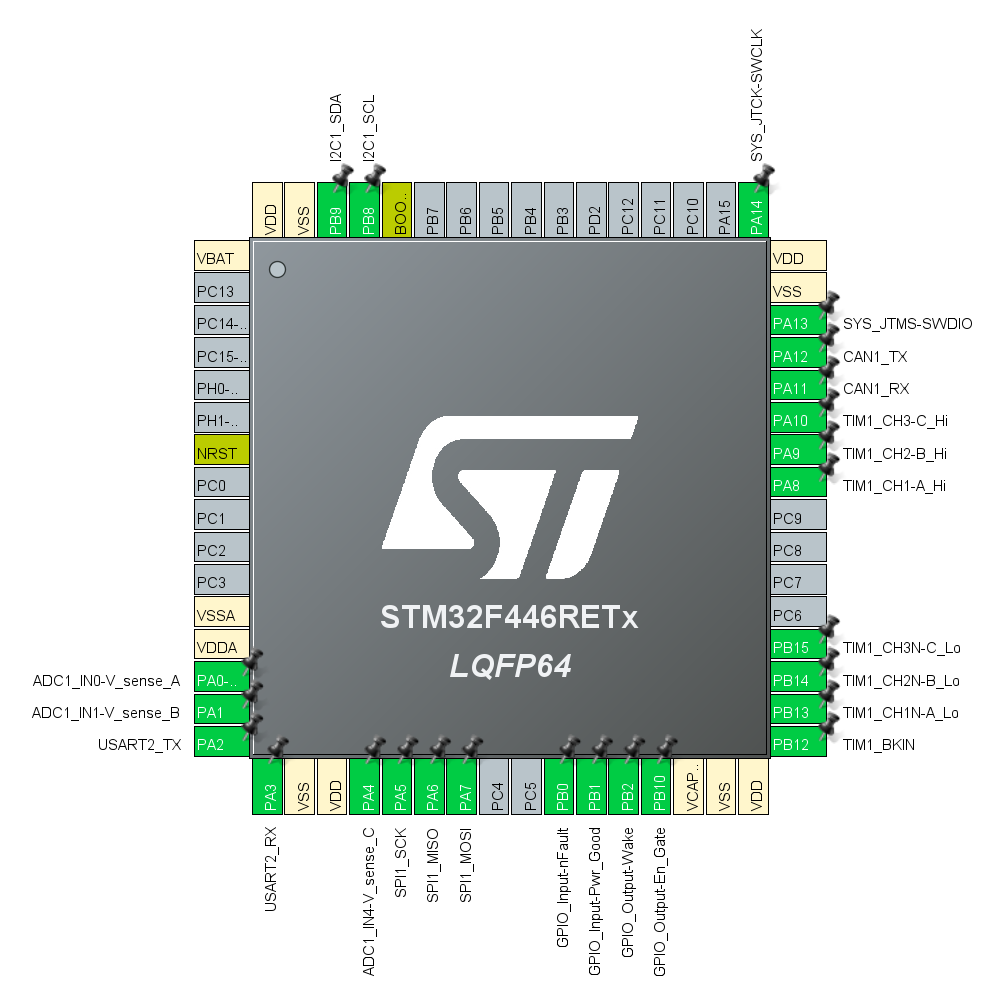 SYS_JTCK-SWCLK
I2C1_SDA
I2C1_SCL
VDD
VSS
PB9
PB8
BOO..
PB7
PB6
PB5
PB4
PB3
PD2
PC12
PC11
PC10
PA15
PA14
VBAT
PC13
PC14-..
PC15-..
PH0-..
PH1-..
NRST
PC0
PC1
PC2
PC3
VSSA
VDDA
ADC1_IN0-V_sense_A PA0-..
ADC1_IN1-V_sense_B PA1
USART2_TX PA2
ST
STM32F446RETx
LQFP64
VDD
VSS
PA13 SYS_JTMS-SWDIO
PA12 CAN1_TX
PA11 CAN1_RX
PA10 TIM1_CH3-C_Hi
PA9 TIM1_CH2-B_Hi
PA8 TIM1_CH1-A_Hi
PC9
PC8
PC7
PC6
PB15 TIM1_CH3N-C_Lo
PB14 TIM1_CH2N-B_Lo
PB13 TIM1_CH1N-A_Lo
PB12 TIM1_BKIN
PA3
VSS
VDD
PA4
PA5
PA6
PA7
PC4
PC5
PB0
PB1
PB2
PB10
VCAP..
VSS
VDD
USART2_RX
ADC1_IN4-V_sense_C
SPI1_SCK
SPI1_MISO
SPI1_MOSI
GPIO_Input-nFault
GPIO_Input-Pwr_Good
GPIO_Output-Wake
GPIO_Output-En_Gate